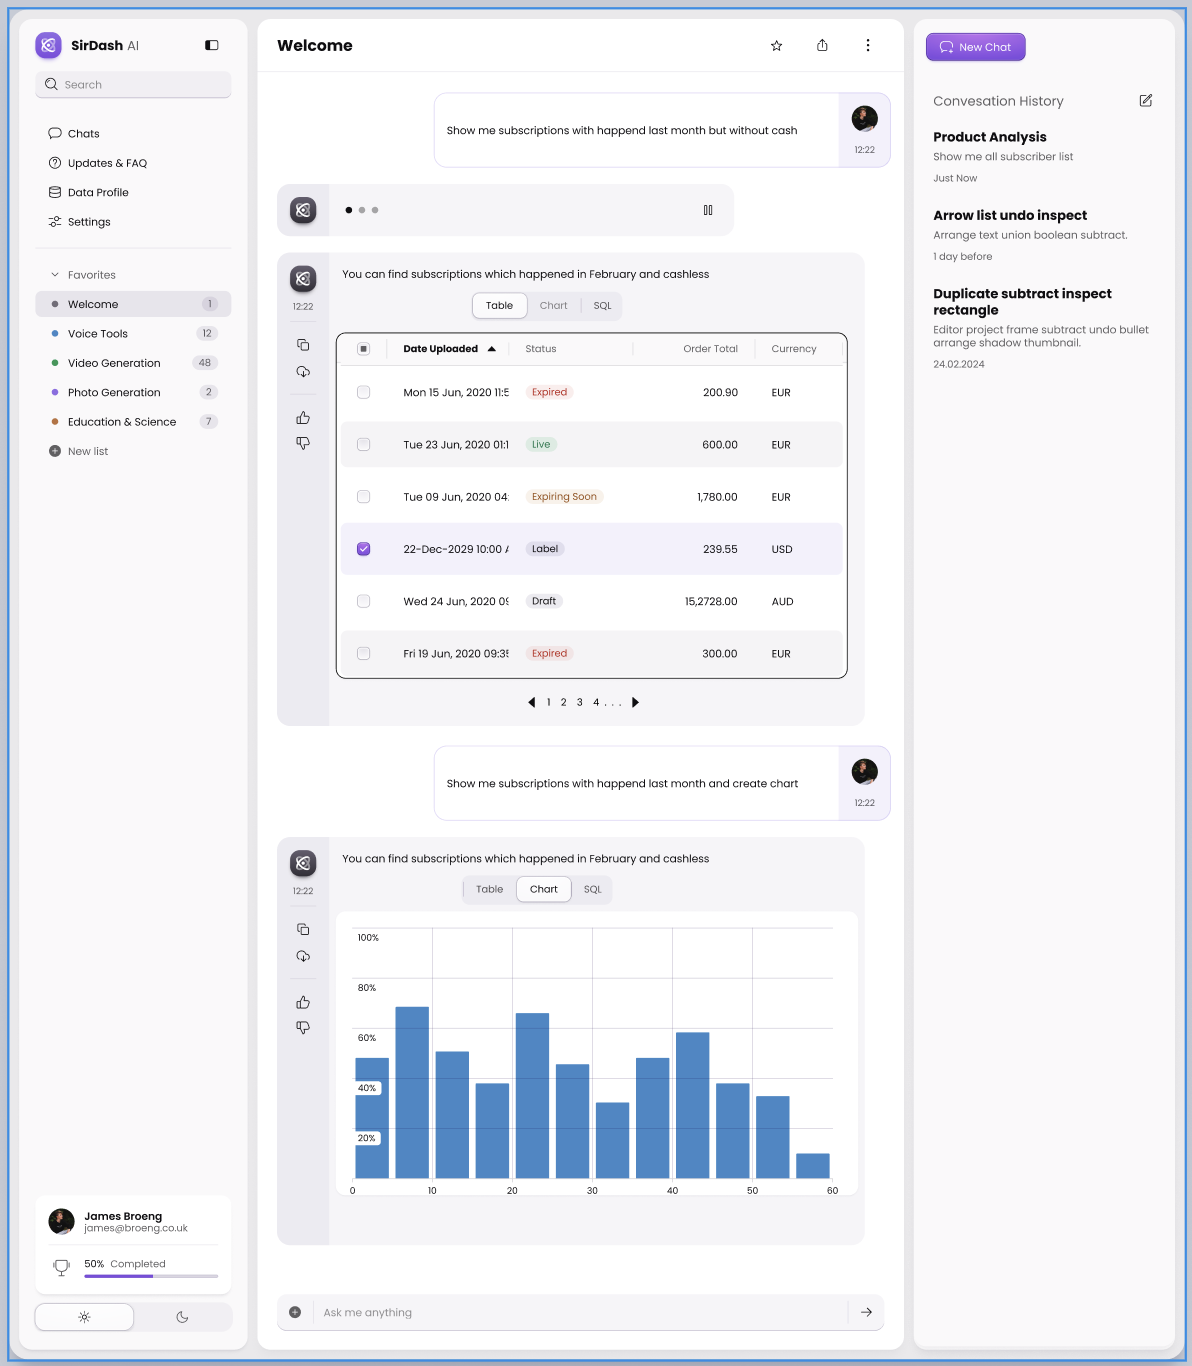 SirDash AI
Search
Chats
Updates & FAQ
Data Profile
Settings
Favorites
Welcome 1
Voice Tools 12
Video Generation 48
Photo Generation 2
Education & Science 7
New list
James Broeng
james@broeng.co.uk
50% Completed
Welcome
Show me subscriptions with happend last month but without cash
12:22
You can find subscriptions which happened in February and cashless
12:22
Table Chart SQL
Date Uploaded Status Order Total Currency
Mon 15 Jun, 2020 11:5 Expired 200.90 EUR
Tue 23 Jun, 2020 01:1 Live 600.00 EUR
Tue 09 Jun, 2020 04: Expiring Soon 1,780.00 EUR
22-Dec-2029 10:00 Label 239.55 USD
Wed 24 Jun, 2020 09 Draft 15,2728.00 AUD
Fri 19 Jun, 2020 09:35 Expired 300.00 EUR
1 2 3 4 . . .
Show me subscriptions with happend last month and create chart
12:22
You can find subscriptions which happened in February and cashless
12:22
Table Chart SQL
100%
80%
60%
40%
20%
0 10 20 30 40 50 60
Ask me anything
New Chat
Convesation History
Product Analysis
Show me all subscriber list
Just Now
Arrow list undo inspect
Arrange text union boolean subtract.
1 day before
Duplicate subtract inspect
rectangle
Editor project frame subtract undo bullet
arrange shadow thumbnail.
24.02.2024